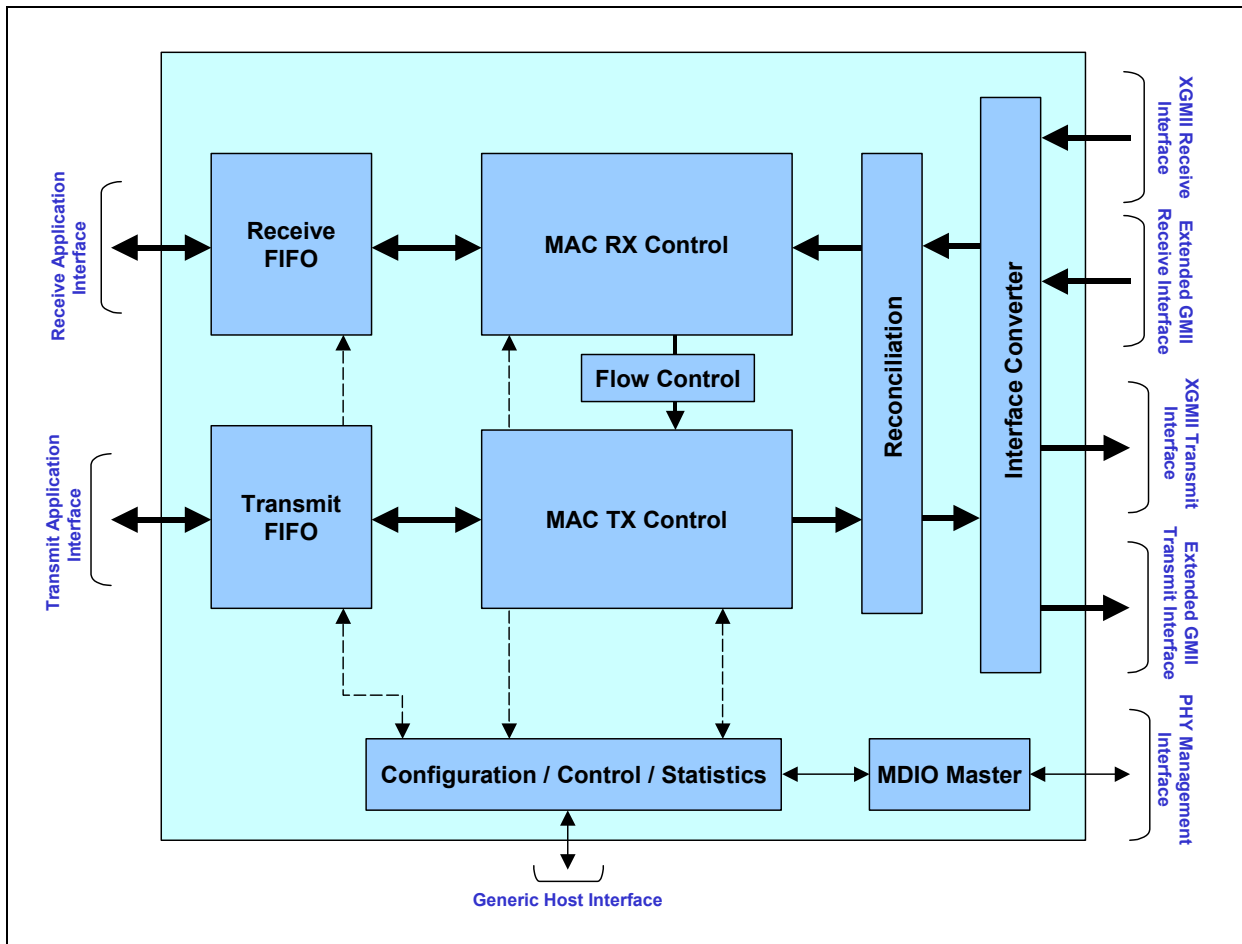 XGMII Receive
Interface
Receive Application
Interface
Receive
FIFO
MAC RX Control
Extended GMII
Receive Interface
Flow Control
Reconciliation
Interface Converter
XGMII Transmit
Interface
Transmit Application
Interface
Transmit
FIFO
MAC TX Control
Extended GMII
Transmit Interface
Configuration / Control / Statistics
MDIO Master
PHY Management
Interface
Generic Host Interface